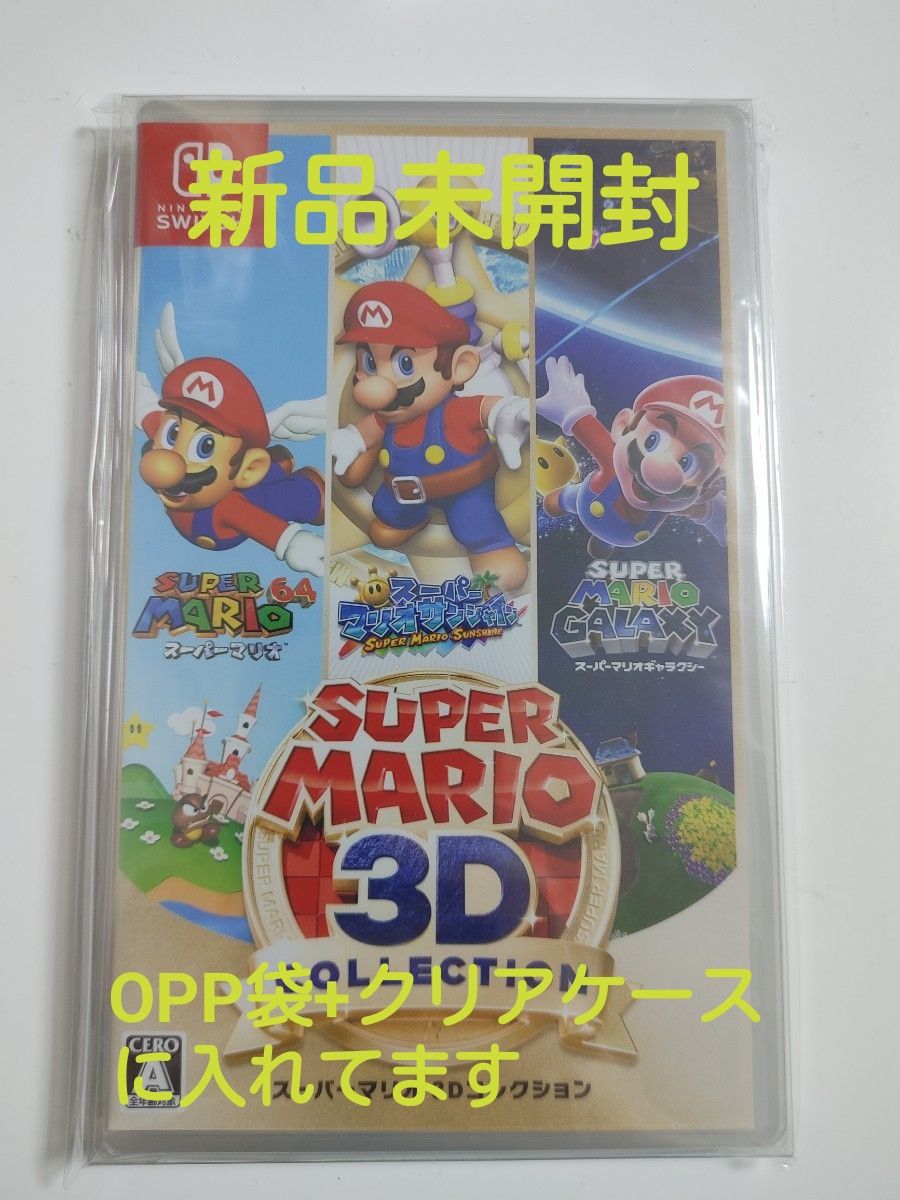 新品未開封
SWITCH
M
M
M
SUPER
MARIO 64
スーパーマリオ
スーパー
マリオサンシャイン
SUPER MARIO SUNSHINE
SUPER
MARIO
GALAXY
スーパーマリオギャラクシー
SUPER
MARIO
3D
COLLECTION
SUPER MARI
SUPER MARIO
OPP袋+クリアケース
に入れてます
スーパーマリオ 3Dコレクション
CERO
A
全年齢対象